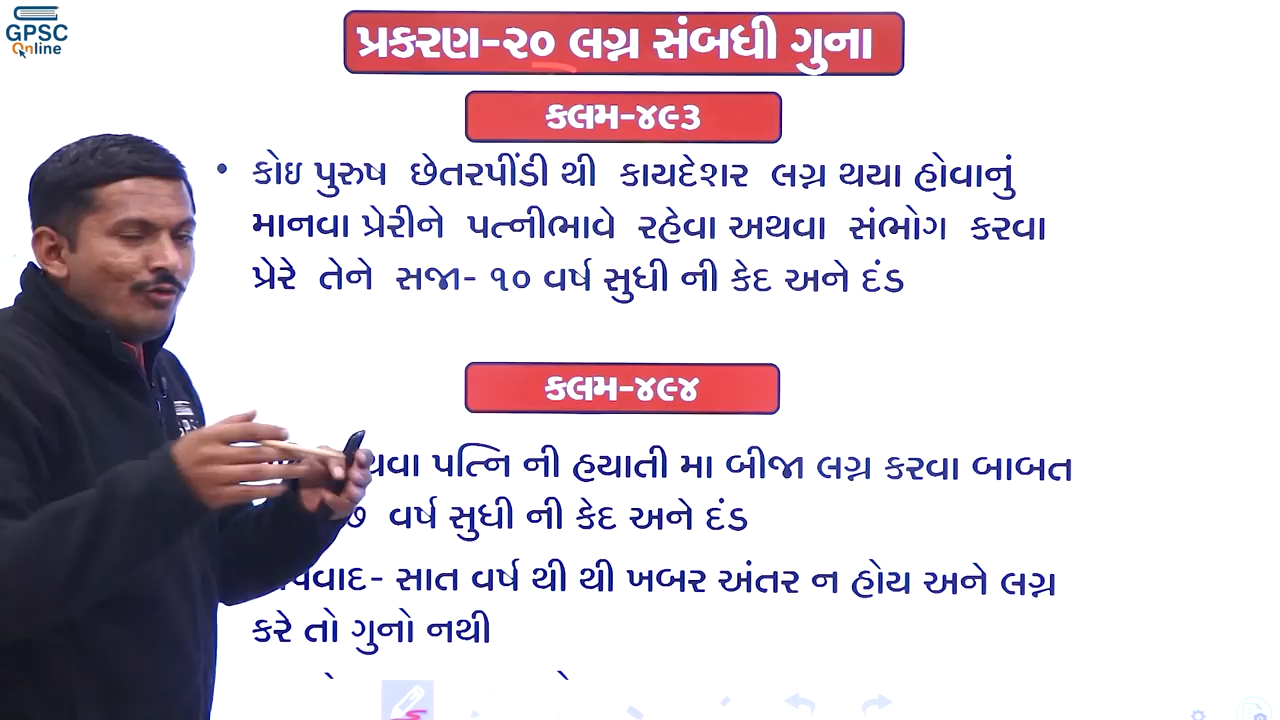 GPSC
Online
પ્રકરણ-૨૦ લગ્ન સંબધી ગુના
કલમ-૪૯૩
• કોઇ પુરુષ છેતરપીંડી થી કાયદેશર લગ્ન થયા હોવાનું
માનવા પ્રેરીને પત્નીભાવે રહેવા અથવા સંભોગ કરવા
પ્રેરે તેને સજા- ૧૦ વર્ષ સુધી ની કેદ અને દંડ
કલમ-૪૯૪
પત્નિ ની હયાતી મા બીજા લગ્ન કરવા બાબત
૭ વર્ષ સુધી ની કેદ અને દંડ
સાત વર્ષ થી થી ખબર અંતર ન હોય અને લગ્ન
કરે તો ગુનો નથી